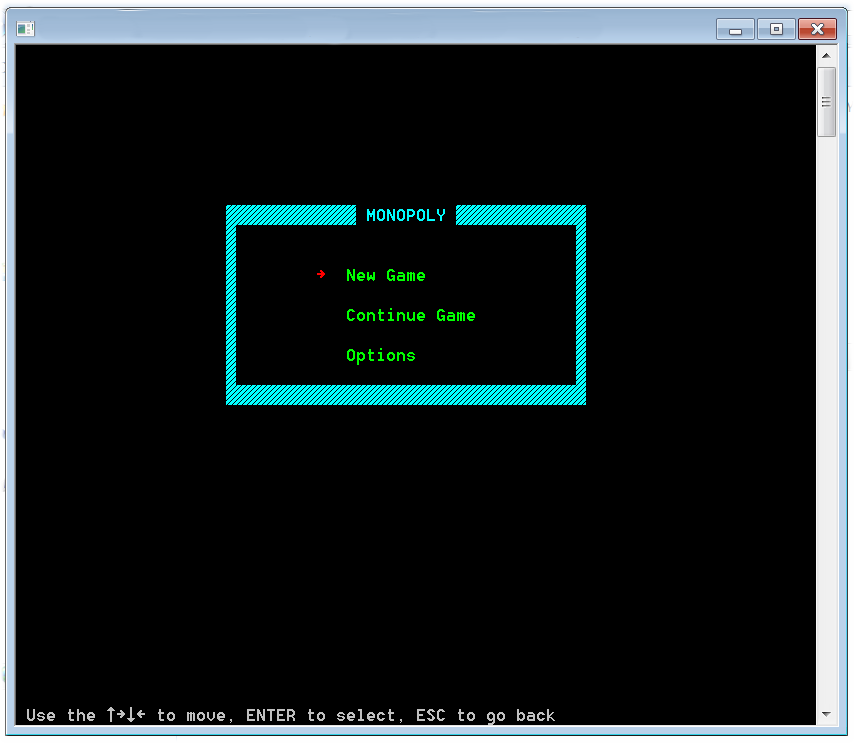 MONOPOLY
→ New Game
Continue Game
Options
Use the ↑→↓← to move, ENTER to select, ESC to go back